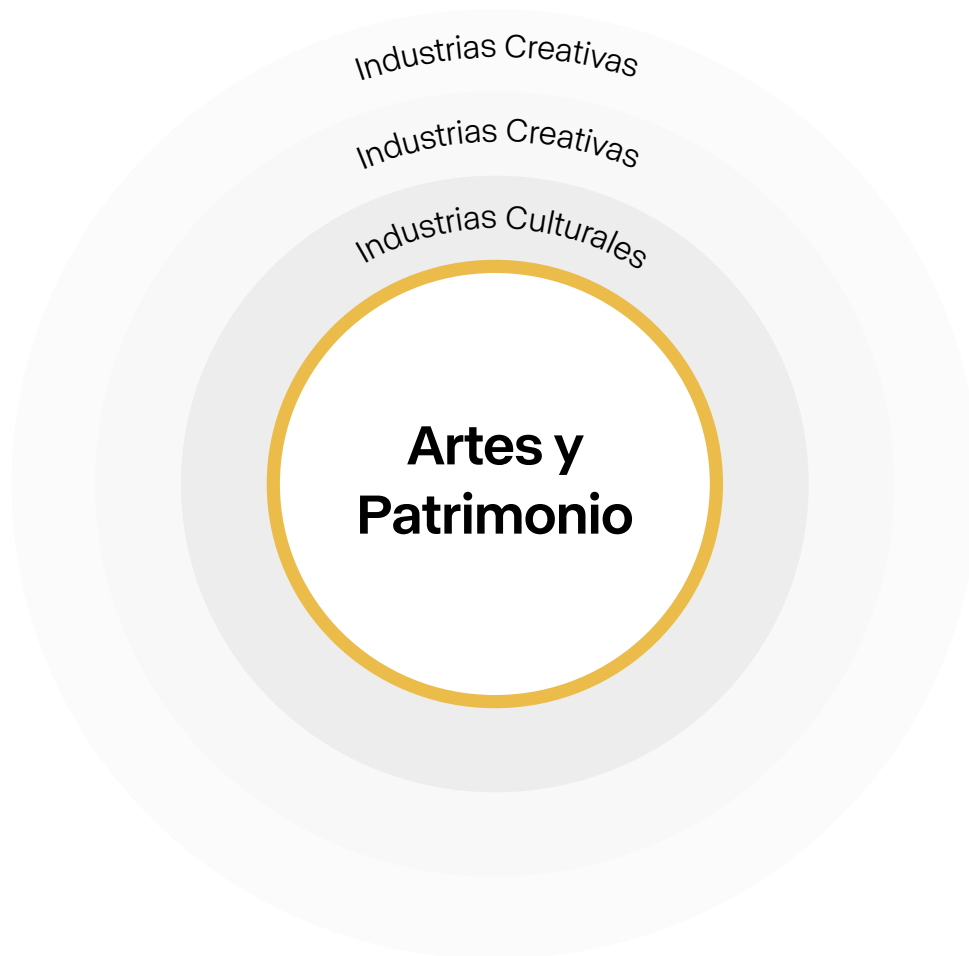 Industrias Creativas
Industrias Creativas
Industrias Culturales
Artes y
Patrimonio